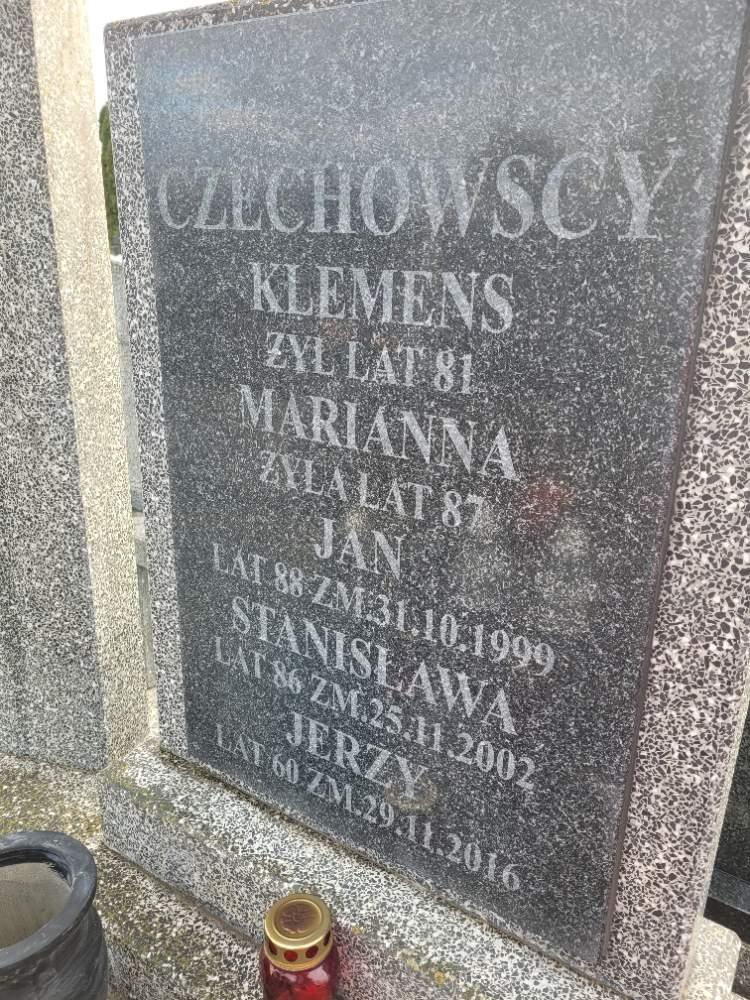 CZECHOWSCY
KLEMENS
ŻYŁ LAT 81
MARIANNA
ŻYŁA LAT 87
JAN
LAT 88 ZM.31.10.1999
STANISŁAWA
LAT 86 ZM.25.11.2002
JERZY
LAT 60 ZM.29.11.2016